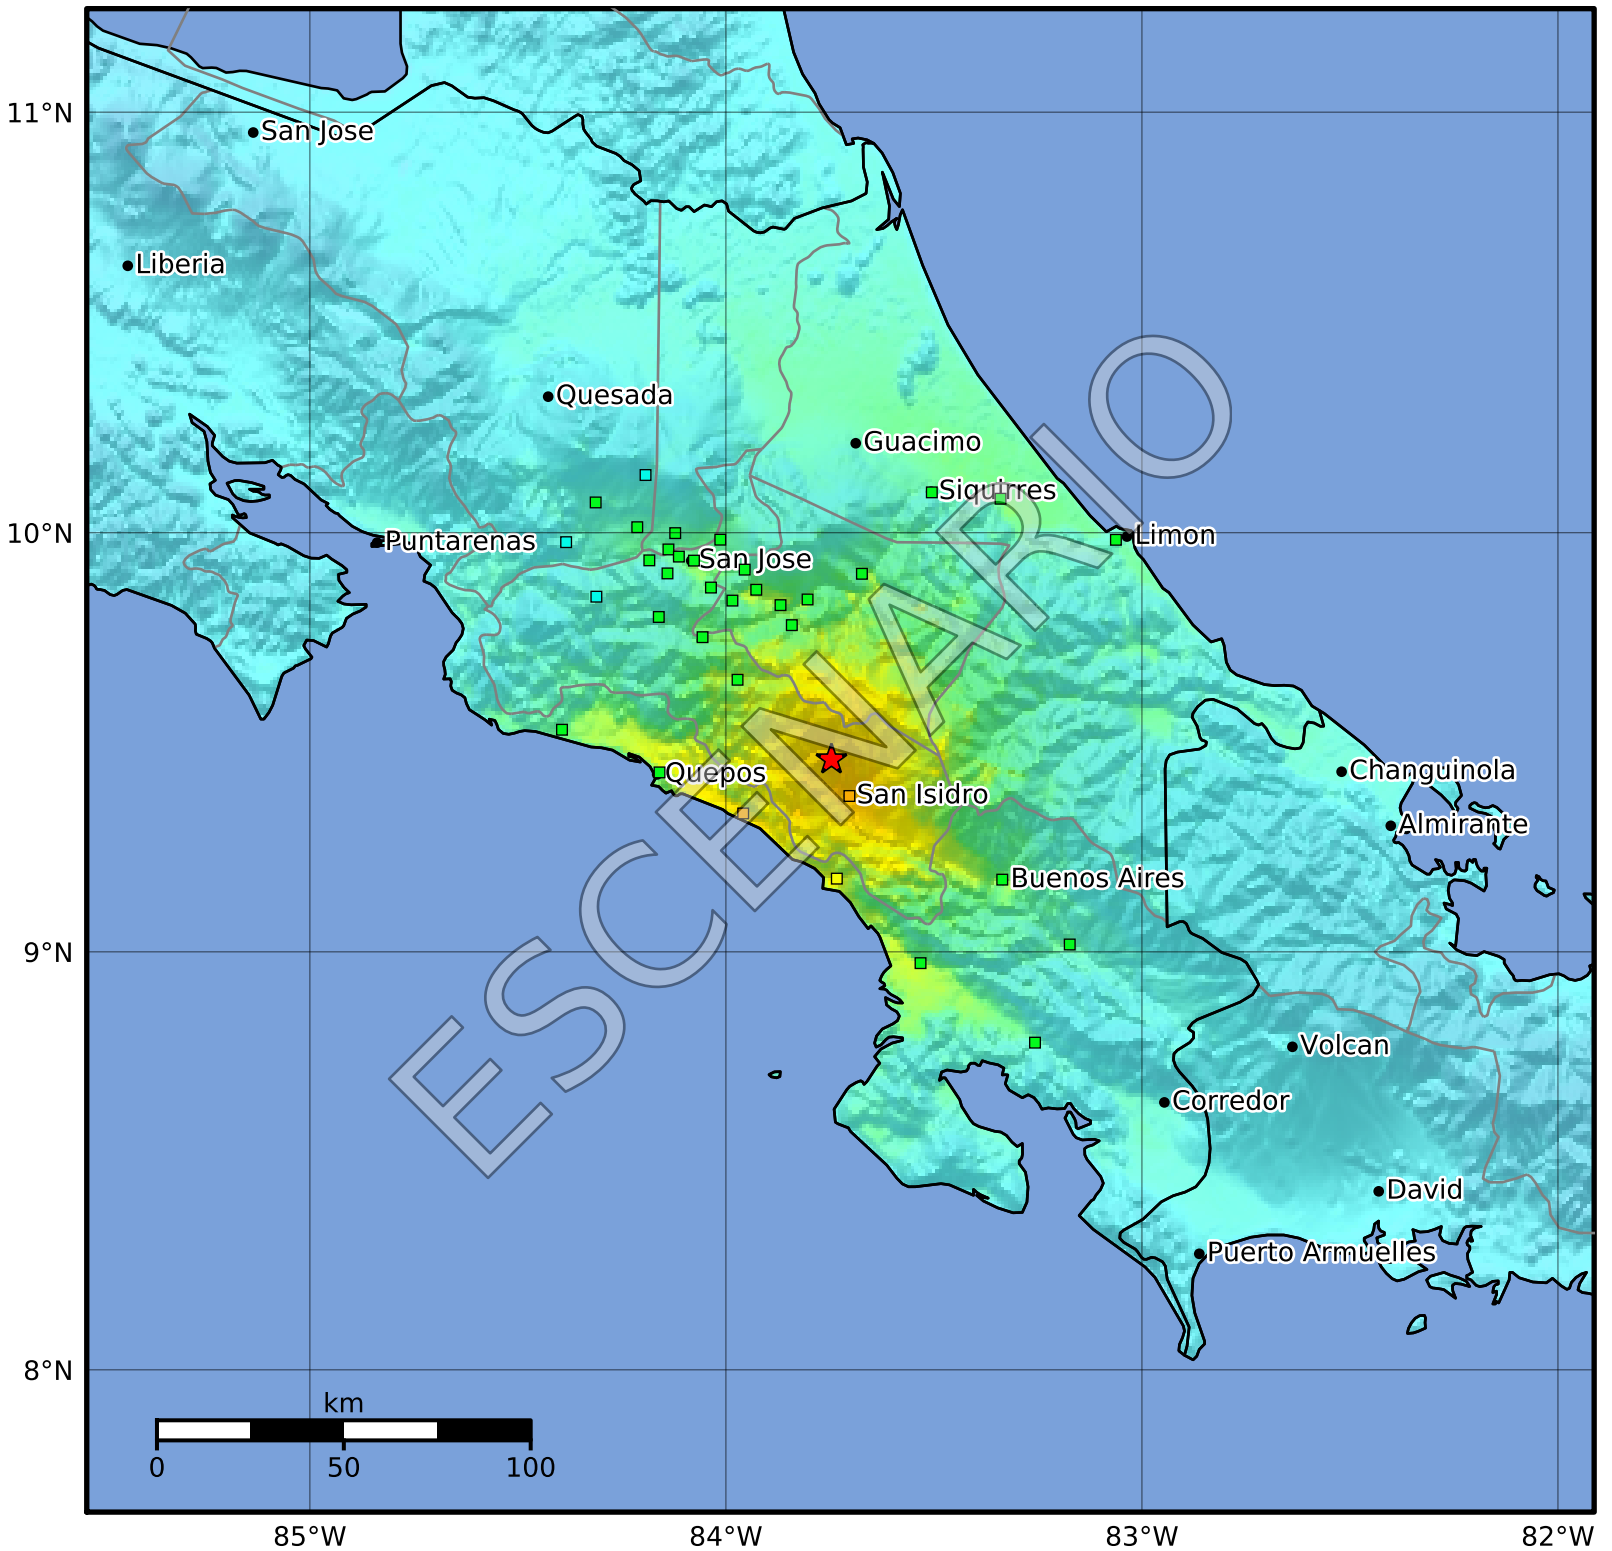 11°N
San Jose
Liberia
Quesada
Guacimo
Siquirres
10°N
Puntarenas
Limon
San Jose
Quepos
San Isidro
Changuinola
Almirante
Buenos Aires
9°N
ESCENARIO
Volcan
Corredor
David
Puerto Armuelles
8°N
km
0 50 100
85°W 84°W 83°W 82°W